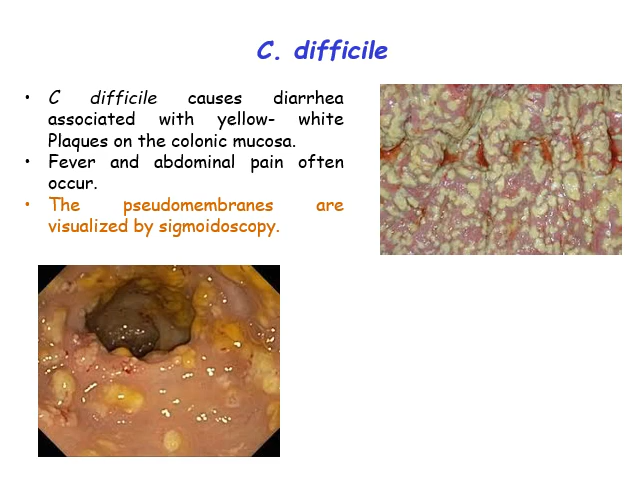 C. difficile
• C difficile causes diarrhea
associated with yellow- white
Plaques on the colonic mucosa.
• Fever and abdominal pain often
occur.
• The pseudomembranes are
visualized by sigmoidoscopy.